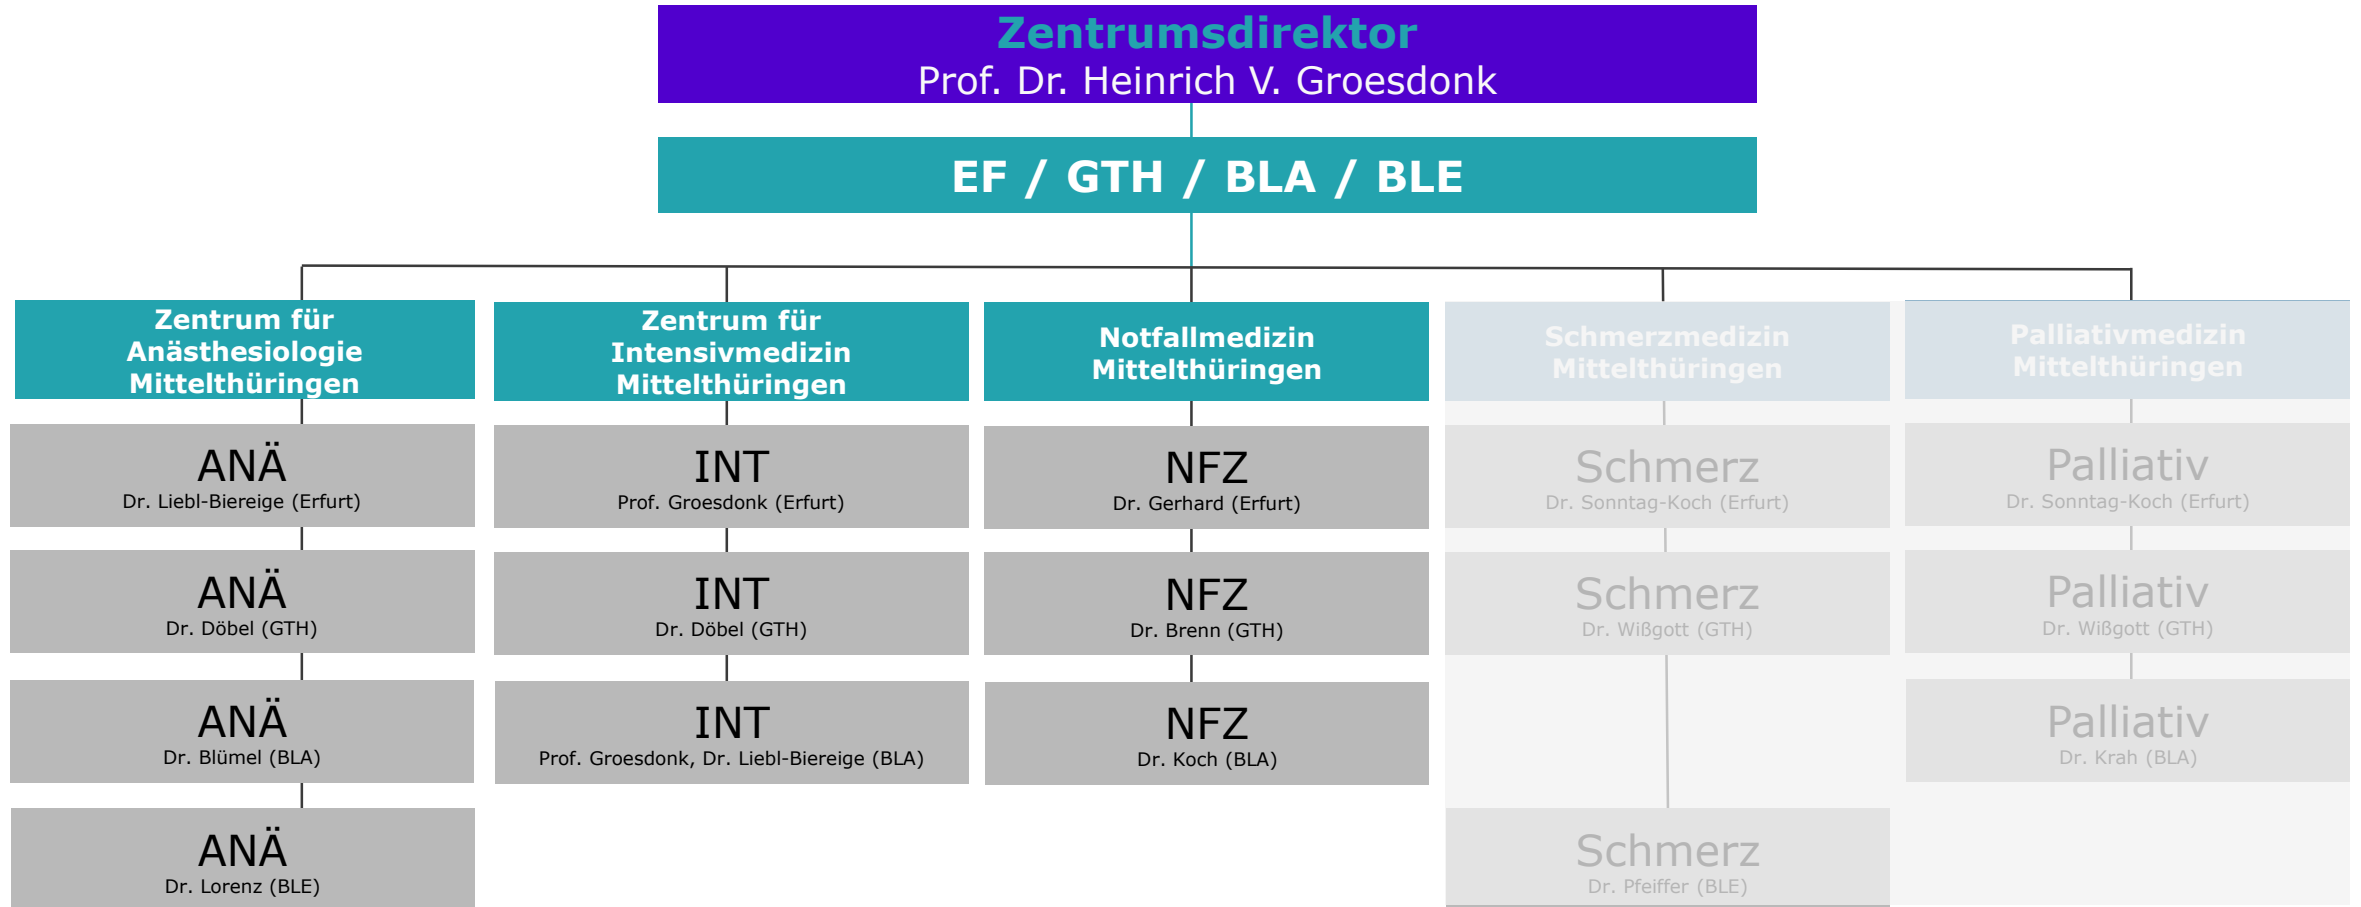 Zentrumsdirektor
Prof. Dr. Heinrich V. Groesdonk
EF / GTH / BLA / BLE
Zentrum für
Anästhesiologie
Mittelthüringen
ANÄ
Dr. Liebl-Biereige (Erfurt)
ANÄ
Dr. Döbel (GTH)
ANÄ
Dr. Blümel (BLA)
ANÄ
Dr. Lorenz (BLE)
Zentrum für
Intensivmedizin
Mittelthüringen
INT
Prof. Groesdonk (Erfurt)
INT
Dr. Döbel (GTH)
INT
Prof. Groesdonk, Dr. Liebl-Biereige (BLA)
Notfallmedizin
Mittelthüringen
NFZ
Dr. Gerhard (Erfurt)
NFZ
Dr. Brenn (GTH)
NFZ
Dr. Koch (BLA)
Schmerzmedizin
Mittelthüringen
Schmerz
Dr. Sonntag-Koch (Erfurt)
Schmerz
Dr. Wißgott (GTH)
Schmerz
Dr. Pfeiffer (BLE)
Palliativmedizin
Mittelthüringen
Palliativ
Dr. Sonntag-Koch (Erfurt)
Palliativ
Dr. Wißgott (GTH)
Palliativ
Dr. Krah (BLA)